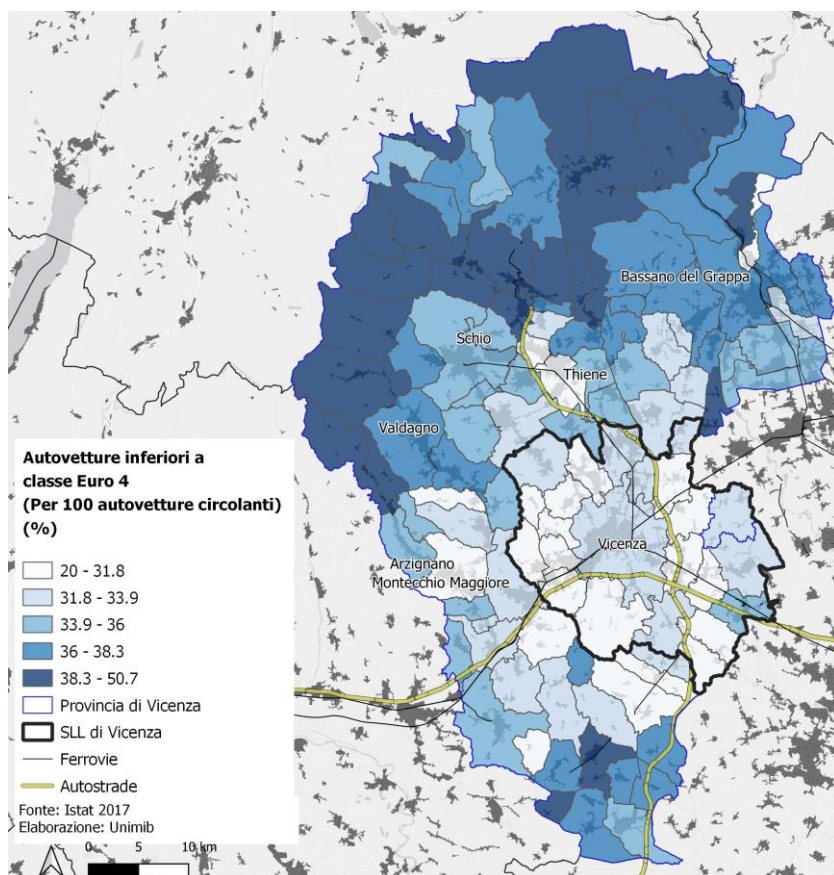 Bassano del Grappa
Schio
Thiene
Valdagno
Vicenza
Arzignano
Montecchio Maggiore
Autovetture inferiori a
classe Euro 4
(Per 100 autovetture circolanti)
(%)
20 - 31.8
31.8 - 33.9
33.9 - 36
36 - 38.3
38.3 - 50.7
Provincia di Vicenza
SLL di Vicenza
Ferrovie
Autostrade
Fonte: Istat 2017
Elaborazione: Unimib
0 5 10 km